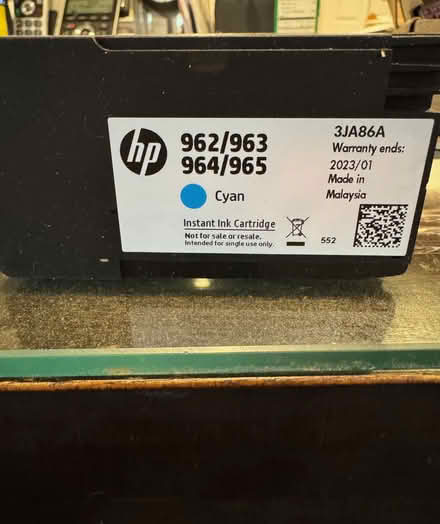 hp
962/963
964/965
Cyan
Instant Ink Cartridge
Not for sale or resale.
Intended for single use only.
552
3JA86A
Warranty ends:
2023/01
Made in
Malaysia